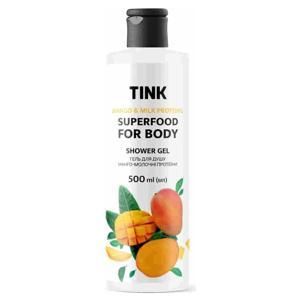 TINK
MANGO & MILK PROTEINS
SUPERFOOD
FOR BODY
SHOWER GEL
ГЕЛЬ ДЛЯ ДУШУ
МАНГО-МОЛОЧНІ ПРОТЕЇНИ
500 ml (мл)